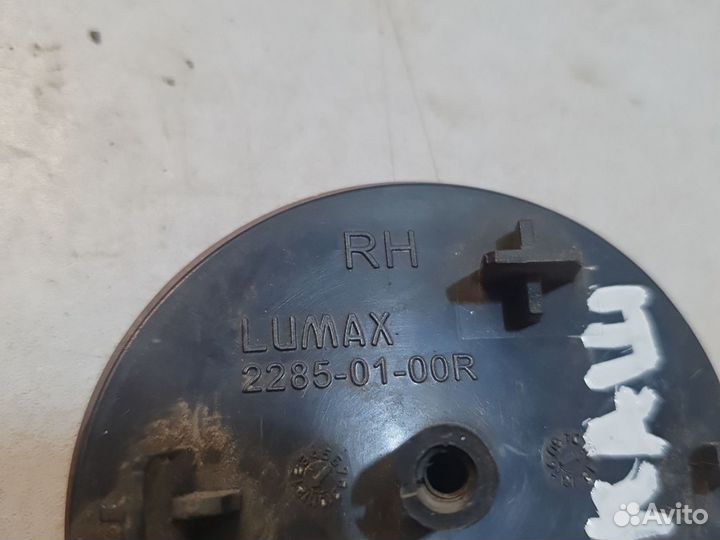 RH
LUMAX
2285-01-00R
Avito